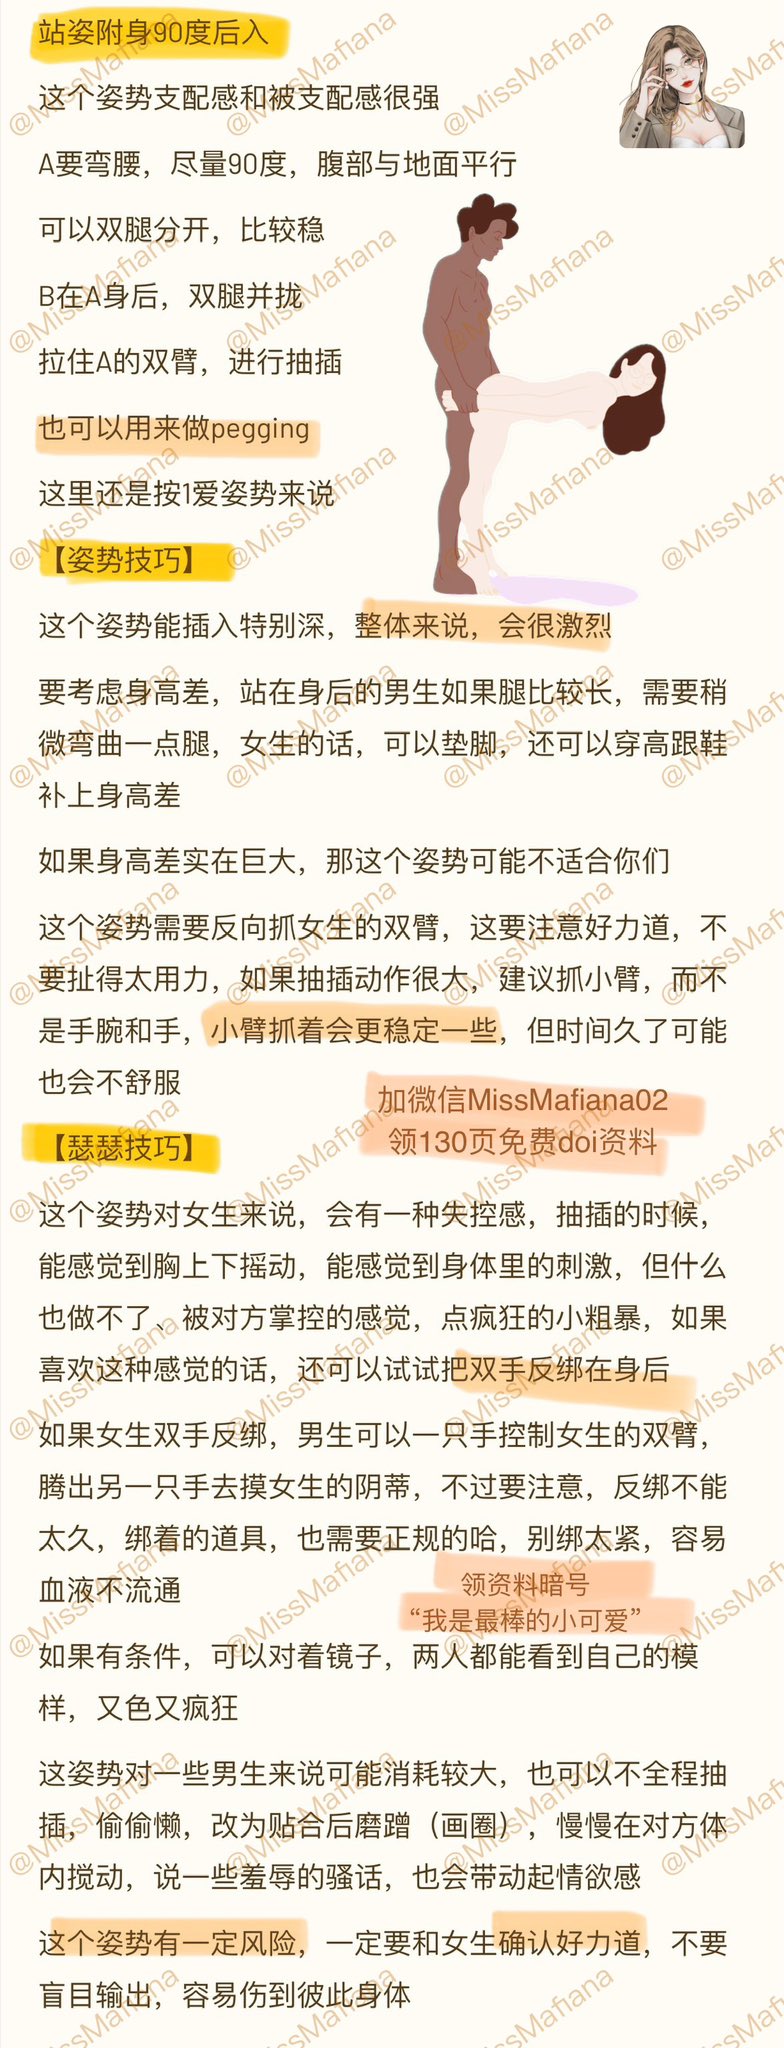 站姿附身90度后入
这个姿势支配感和被支配感很强
A要弯腰，尽量90度，腹部与地面平行
可以双腿分开，比较稳
B在A身后，双腿并拢
拉住A的双臂，进行抽插
也可以用来做pegging
这里还是按1爱姿势来说
【姿势技巧】
这个姿势能插入特别深，整体来说，会很激烈
要考虑身高差，站在身后的男生如果腿比较长，需要稍
微弯曲一点腿，女生的话，可以垫脚，还可以穿高跟鞋
补上身高差
如果身高差实在巨大，那这个姿势可能不适合你们
这个姿势需要反向抓女生的双臂，这要注意好力道，不
要扯得太用力，如果抽插动作很大，建议抓小臂，而不
是手腕和手，小臂抓着会更稳定一些，但时间久了可能
也会不舒服
加微信MissMafiana02
领130页免费doi资料
【瑟瑟技巧】
这个姿势对女生来说，会有一种失控感，抽插的时候，
能感觉到胸上下摇动，能感觉到身体里的刺激，但什么
也做不了、被对方掌控的感觉，点疯狂的小粗暴，如果
喜欢这种感觉的话，还可以试试把双手反绑在身后
如果女生双手反绑，男生可以一只手控制女生的双臂，
腾出另一只手去摸女生的阴蒂，不过要注意，反绑不能
太久，绑着的道具，也需要正规的哈，别绑太紧，容易
血液不流通
领资料暗号
“我是最棒的小可爱”
如果有条件，可以对着镜子，两人都能看到自己的模
样，又色又疯狂
这姿势对一些男生来说可能消耗较大，也可以不全程抽
插，偷偷懒，改为贴合后磨蹭（画圈），慢慢在对方体
内搅动，说一些羞辱的骚话，也会带动起情欲感
这个姿势有一定风险，一定要和女生确认好力道，不要
盲目输出，容易伤到彼此身体
@MissMafiana